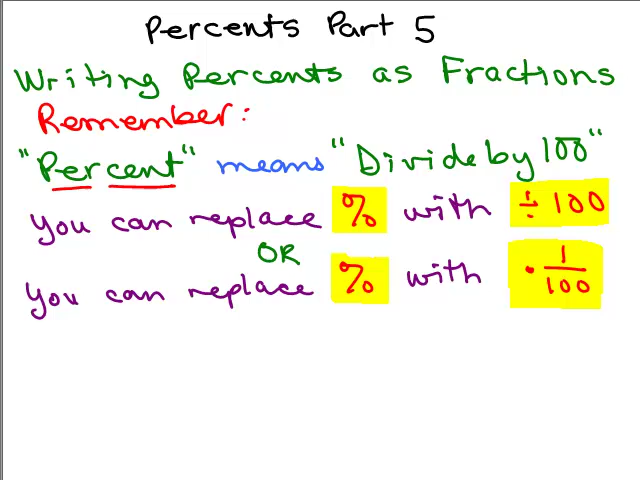 Percents Part 5
Writing Percents as Fractions
Remember:
"Percent" means "Divide by 100"
You can replace % with ÷ 100
OR
You can replace % with · 1/100